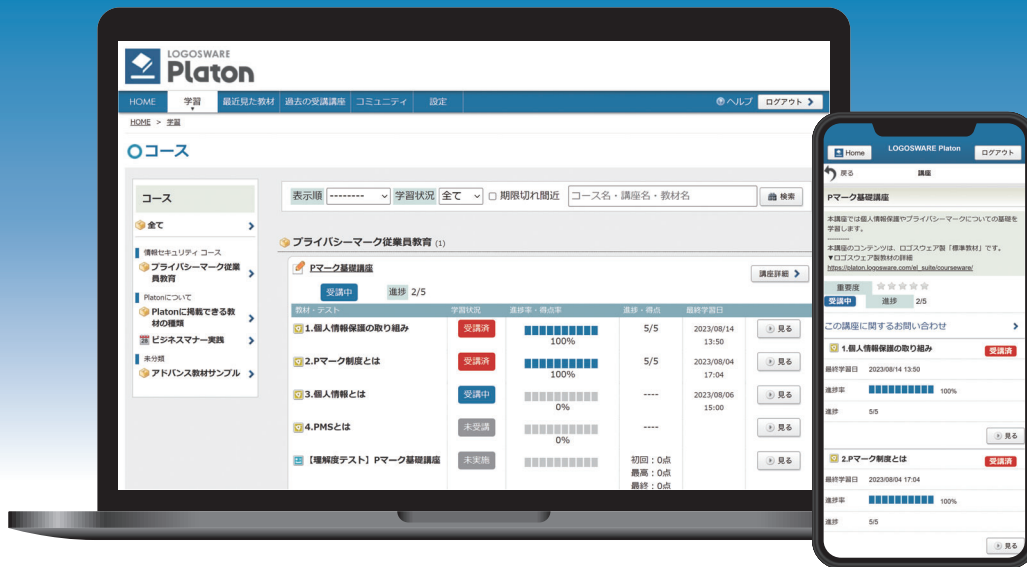 LOGOSWARE
Platon
HOME 学習 最近見た教材 過去の受講講座 コミュニティ 設定 ヘルプ ログアウト
HOME > 学習
コース
コース
全て
情報セキュリティ コース
プライバシーマーク従業
員教育
Platonについて
Platonに掲載できる教
材の種類
ビジネスマナー実践
未分類
アドバンス教材サンプル
表示順 -------- 学習状況 全て 期限切れ間近 コース名・講座名・教材名 検索
プライバシーマーク従業員教育 (1)
Pマーク基礎講座 講座詳細
受講中 進捗 2/5
教材・テスト 学習状況 進捗率・得点率 進捗・得点 最終学習日
1.個人情報保護の取り組み 受講済 5/5 2023/08/14 見る
100% 13:50
2.Pマーク制度とは 受講済 5/5 2023/08/04 見る
100% 17:04
3.個人情報とは 受講中 ---- 2023/08/06 見る
0% 15:00
4.PMSとは 未受講 ---- 見る
0%
【理解度テスト】Pマーク基礎講座 未実施 初回：0点 見る
最高：0点
最終：0点
Home LOGOSWARE Platon ログアウト
戻る 講座
Pマーク基礎講座
本講座では個人情報保護やプライバシーマークについての基礎を
学習します。
----------
本講座のコンテンツは、ロゴスウェア製「標準教材」です。
▼ロゴスウェア製教材の詳細
https://platon.logosware.com/el_suite/courseware/
重要度 ☆☆☆☆☆
受講中 進捗 2/5
この講座に関するお問い合わせ
1.個人情報保護の取り組み 受講済
最終学習日 2023/08/14 13:50
進捗率 100%
進捗 5/5
見る
2.Pマーク制度とは 受講済
最終学習日 2023/08/04 17:04
進捗率 100%
進捗 5/5
見る